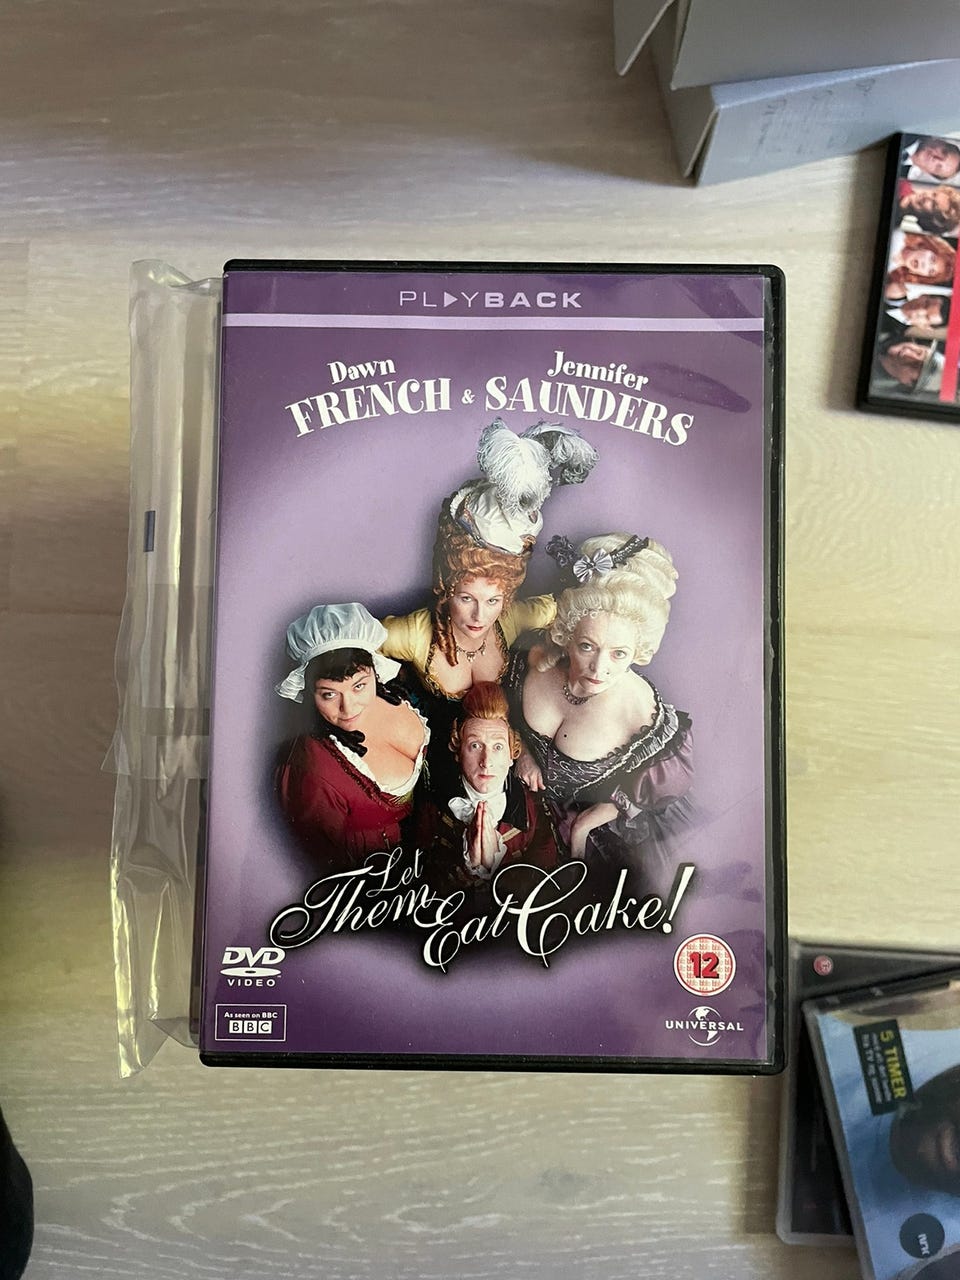 PLAYBACK
Dawn Jennifer
FRENCH & SAUNDERS
Let
Them
Eat Cake!
DVD
VIDEO
12
As seen on BBC
BBC
UNIVERSAL
5 TIMER
NRK